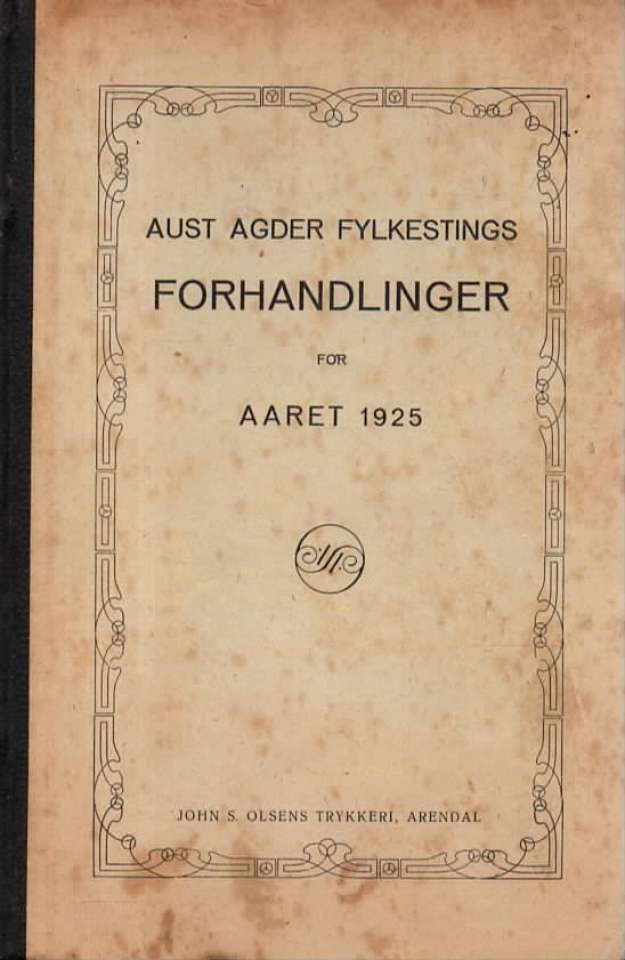 AUST AGDER FYLKESTINGS
FORHANDLINGER
FOR
AARET 1925
JOHN S. OLSENS TRYKKERI, ARENDAL